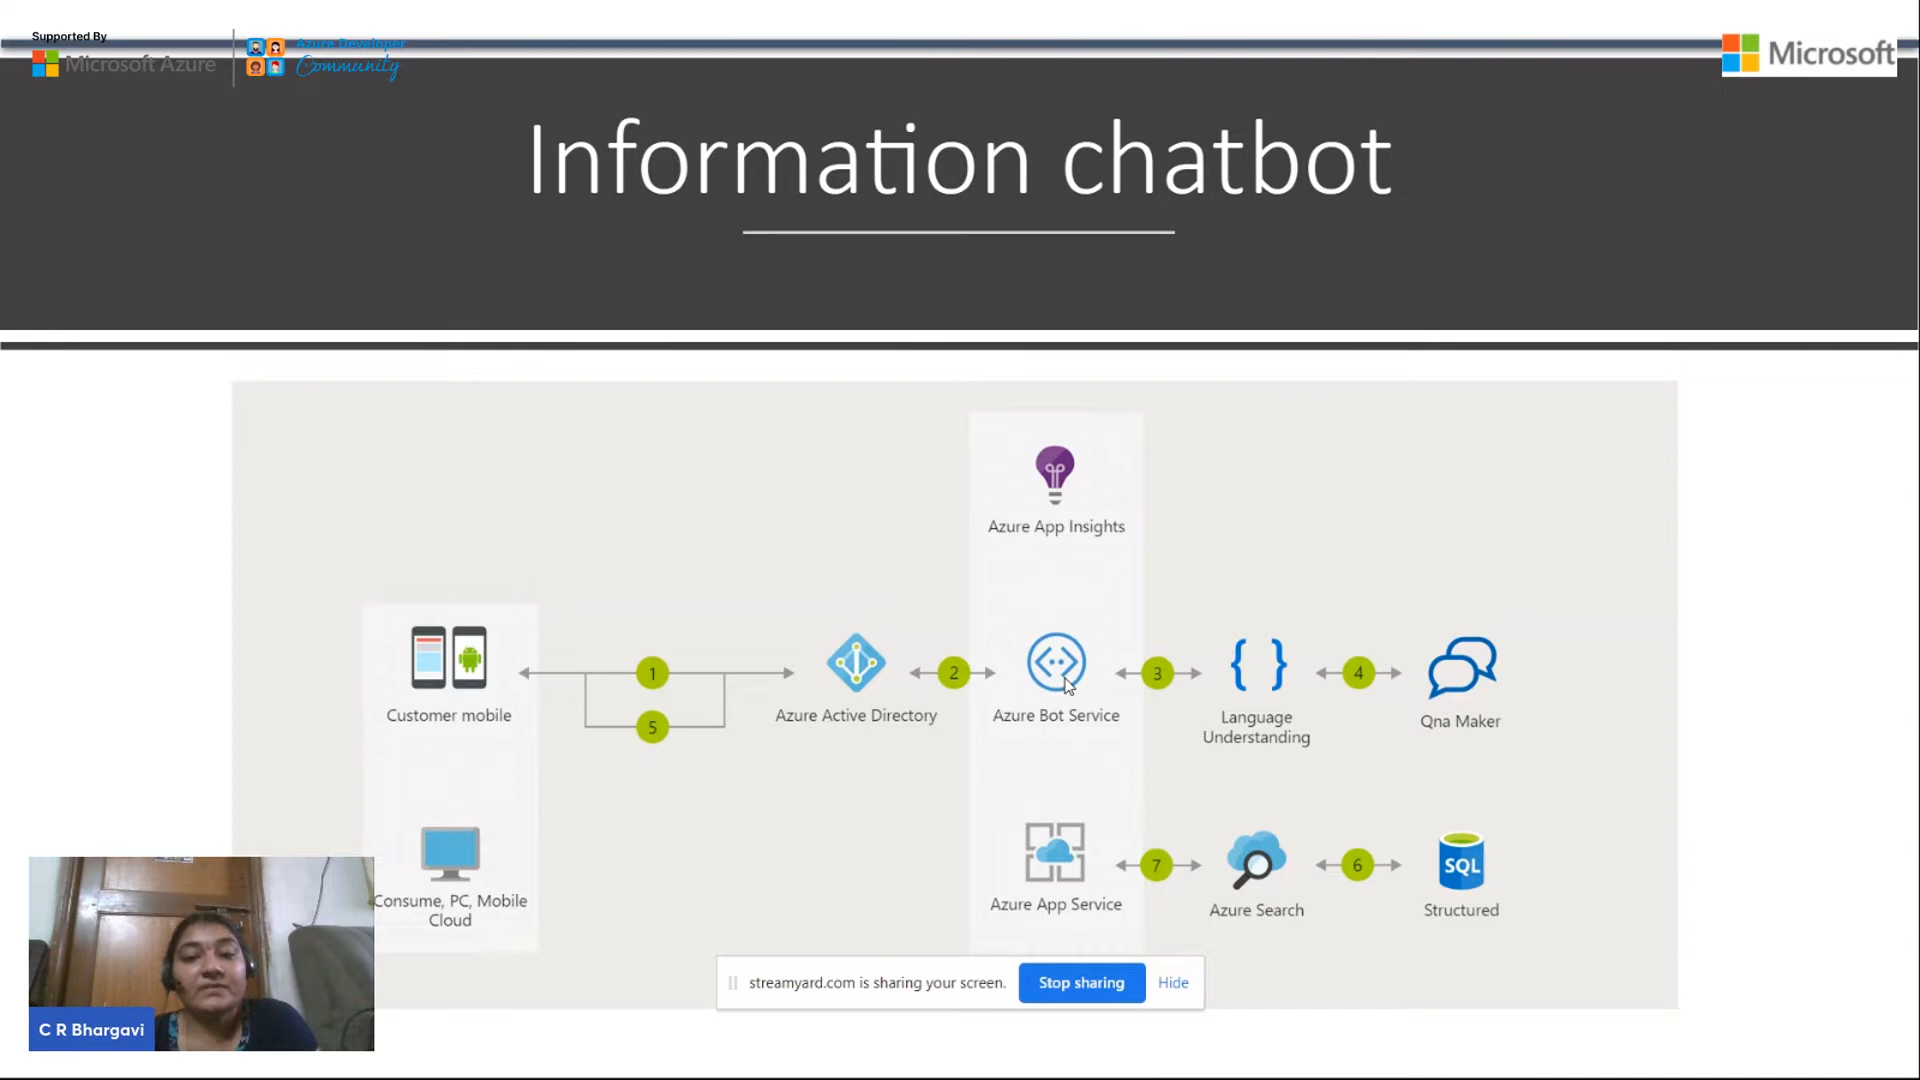 Supported By
Microsoft Azure
Azure Developer
Community
Microsoft
Information chatbot
Azure App Insights
1
2
3
4
Customer mobile
5
Azure Active Directory
Azure Bot Service
Language
Understanding
Qna Maker
Consume, PC, Mobile
Cloud
Azure App Service
7
Azure Search
6
SQL
Structured
streamyard.com is sharing your screen.
Stop sharing
Hide
C R Bhargavi